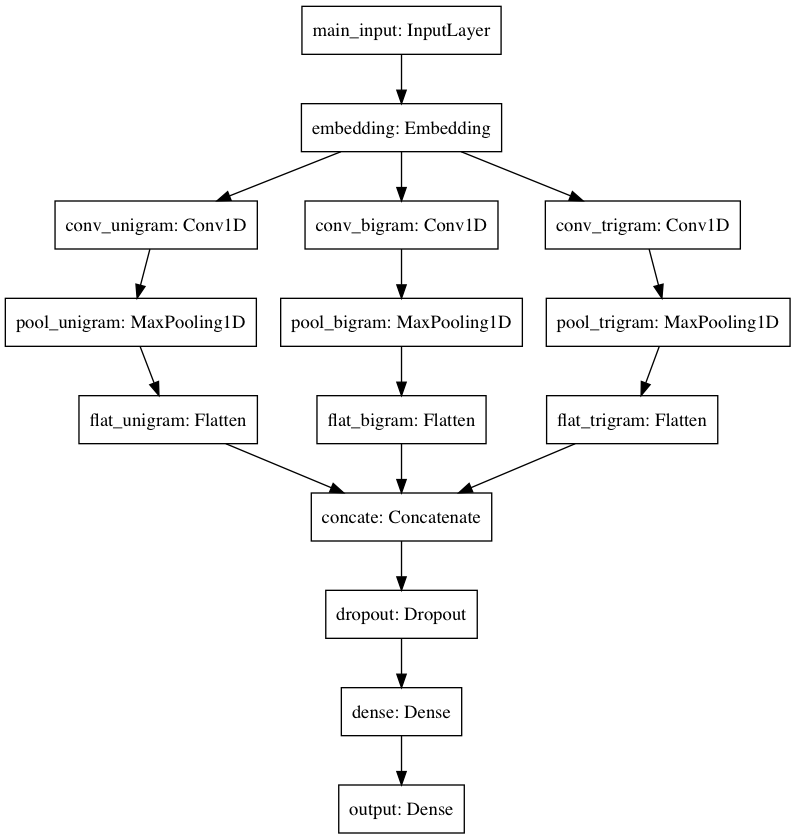 main_input: InputLayer
embedding: Embedding
conv_unigram: Conv1D
conv_bigram: Conv1D
conv_trigram: Conv1D
pool_unigram: MaxPooling1D
pool_bigram: MaxPooling1D
pool_trigram: MaxPooling1D
flat_unigram: Flatten
flat_bigram: Flatten
flat_trigram: Flatten
concate: Concatenate
dropout: Dropout
dense: Dense
output: Dense